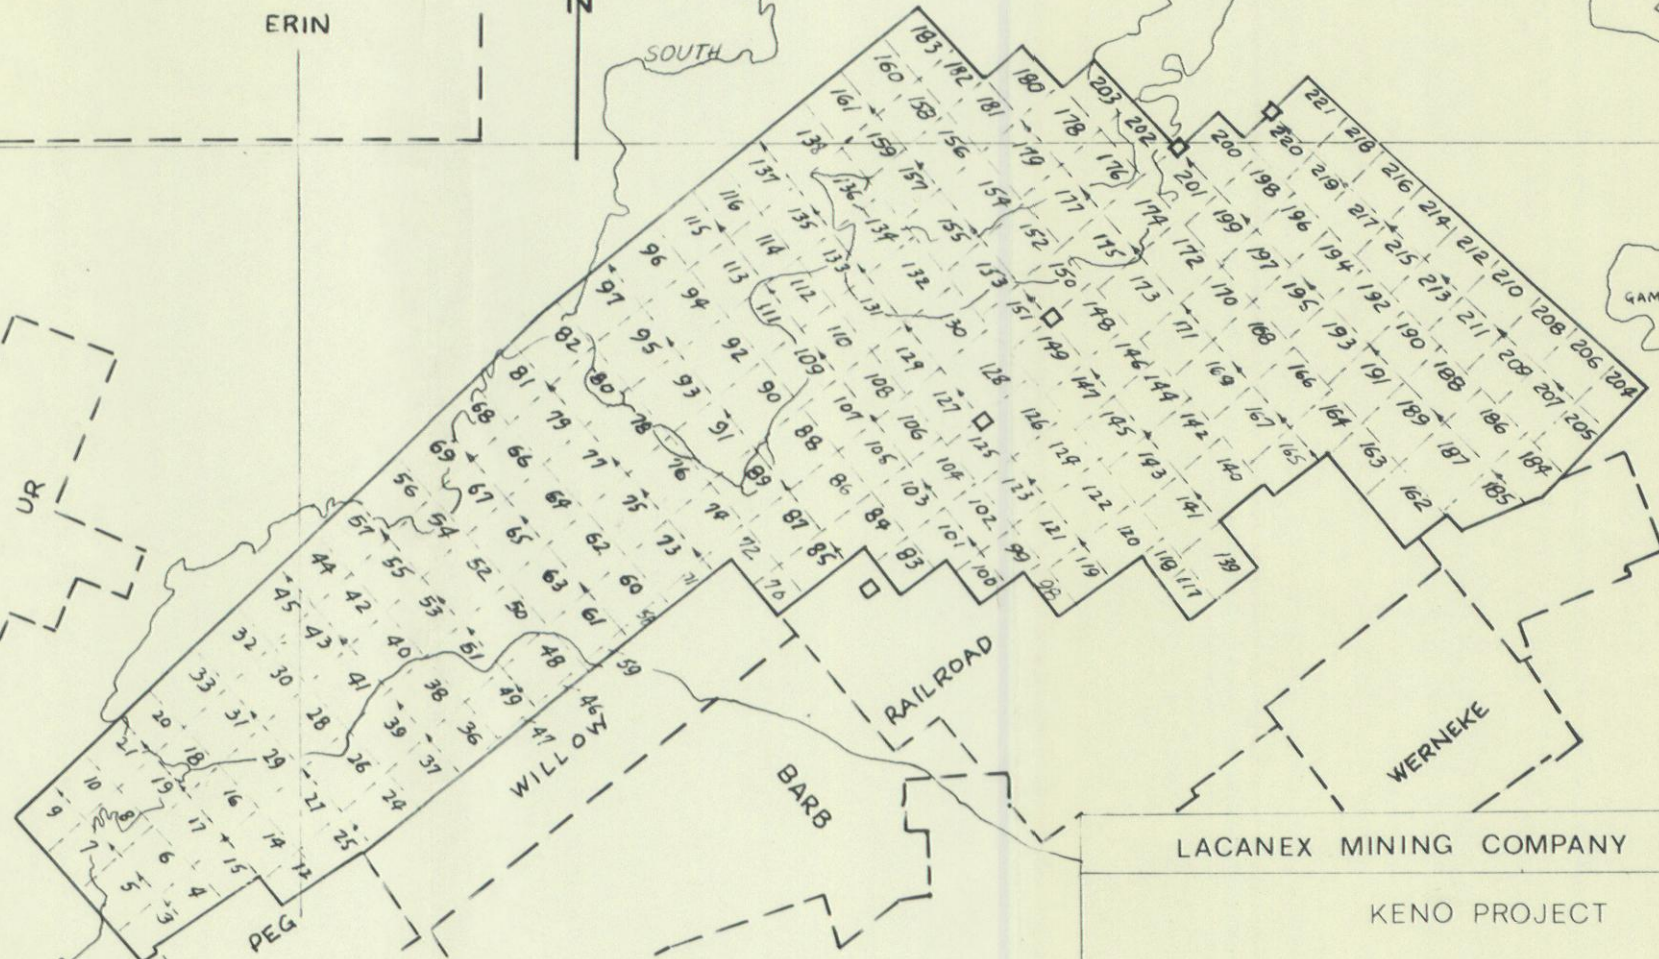 ERIN
N
SOUTH
UR
GAM
183 182 180 203 202 200 221 218 216 214 212 210 208 206 204
160 158 181 178 176 201 198 220 219 217 215 213 211 209 207 205
161 159 156 179 177 174 199 196 194 192 190 188 186 184
138 157 154 152 175 172 197 195 193 191 189 187 185
137 136 155 153 150 173 170 168 166 164 163 162
116 135 134 132 151 148 171 169 167 165
115 114 133 131 130 149 146 144 142 140 139
96 113 112 110 129 128 147 145 143 141
97 94 111 109 108 127 126 124 122 120 118 117
82 95 92 90 107 106 125 123 121 119
81 80 93 91 88 105 104 102 99 98
68 79 78 76 89 86 103 101 100
69 66 77 75 74 87 84 83
56 67 64 62 73 72 85 70
57 54 65 63 60 71
44 55 52 50 61 58
45 42 53 51 48 59
32 43 40 38 49 46
33 30 41 39 36 47
20 31 28 26 37
21 18 29 27 24
10 19 16 14 25
9 8 17 15 12
7 6 4
5 3
WILLOW
RAILROAD
BARB
WERNEKE
PEG
LACANEX MINING COMPANY
KENO PROJECT